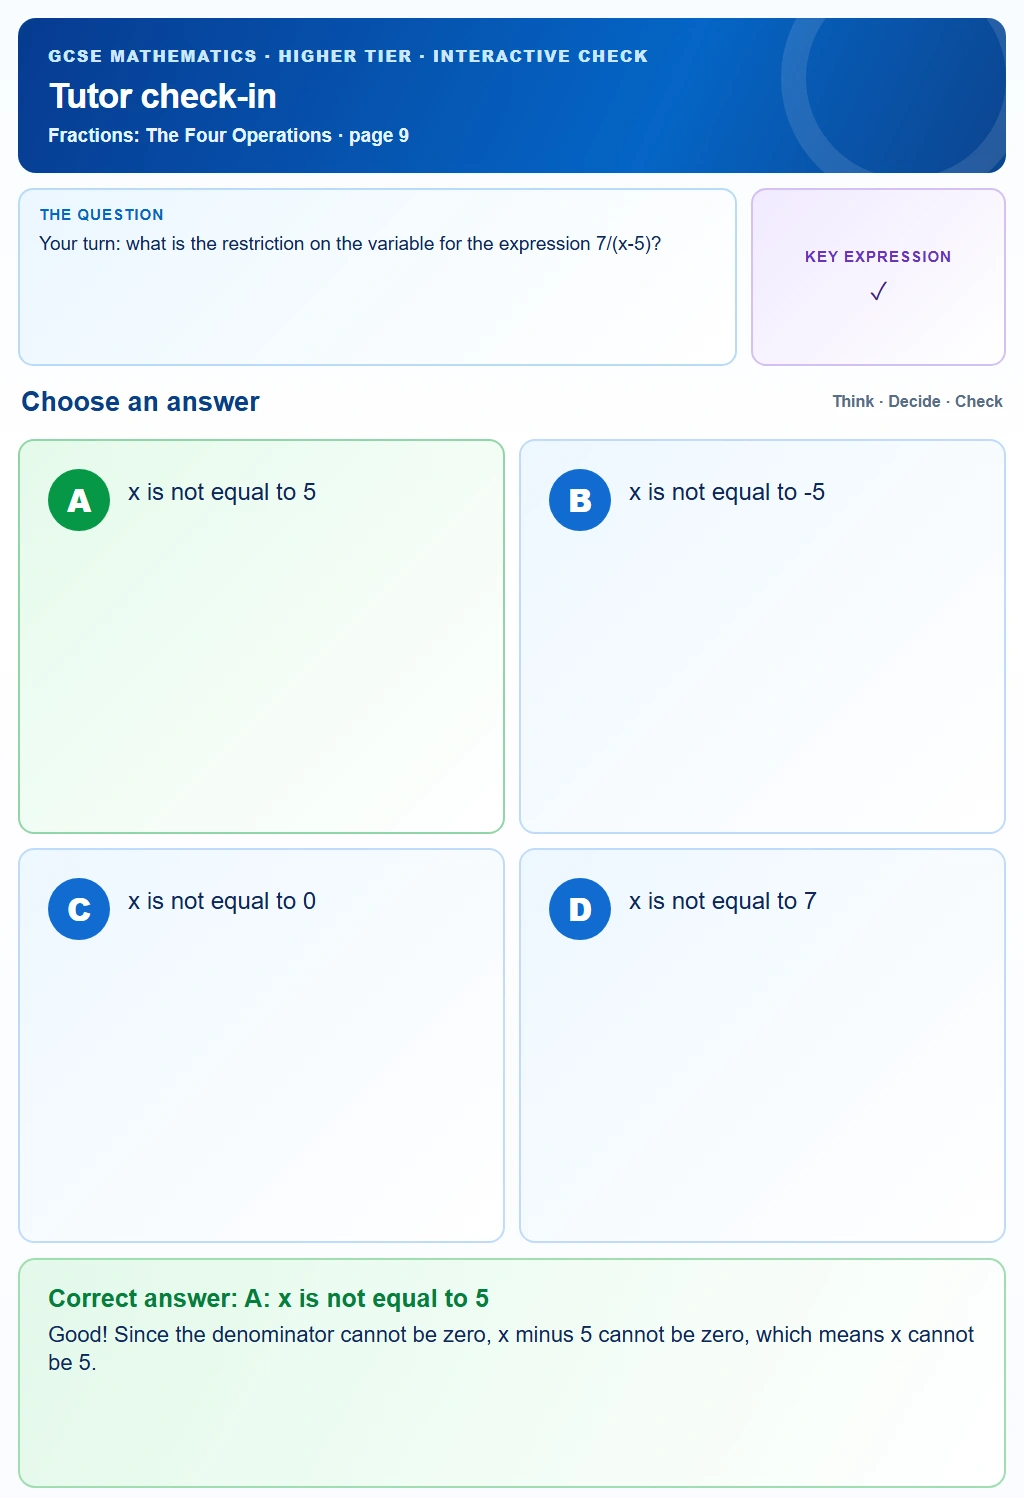 GCSE MATHEMATICS · HIGHER TIER · INTERACTIVE CHECK
Tutor check-in
Fractions: The Four Operations · page 9
THE QUESTION
Your turn: what is the restriction on the variable for the expression 7/(x-5)?
KEY EXPRESSION
✓
Choose an answer
Think · Decide · Check
A
x is not equal to 5
B
x is not equal to -5
C
x is not equal to 0
D
x is not equal to 7
Correct answer: A: x is not equal to 5
Good! Since the denominator cannot be zero, x minus 5 cannot be zero, which means x cannot
be 5.